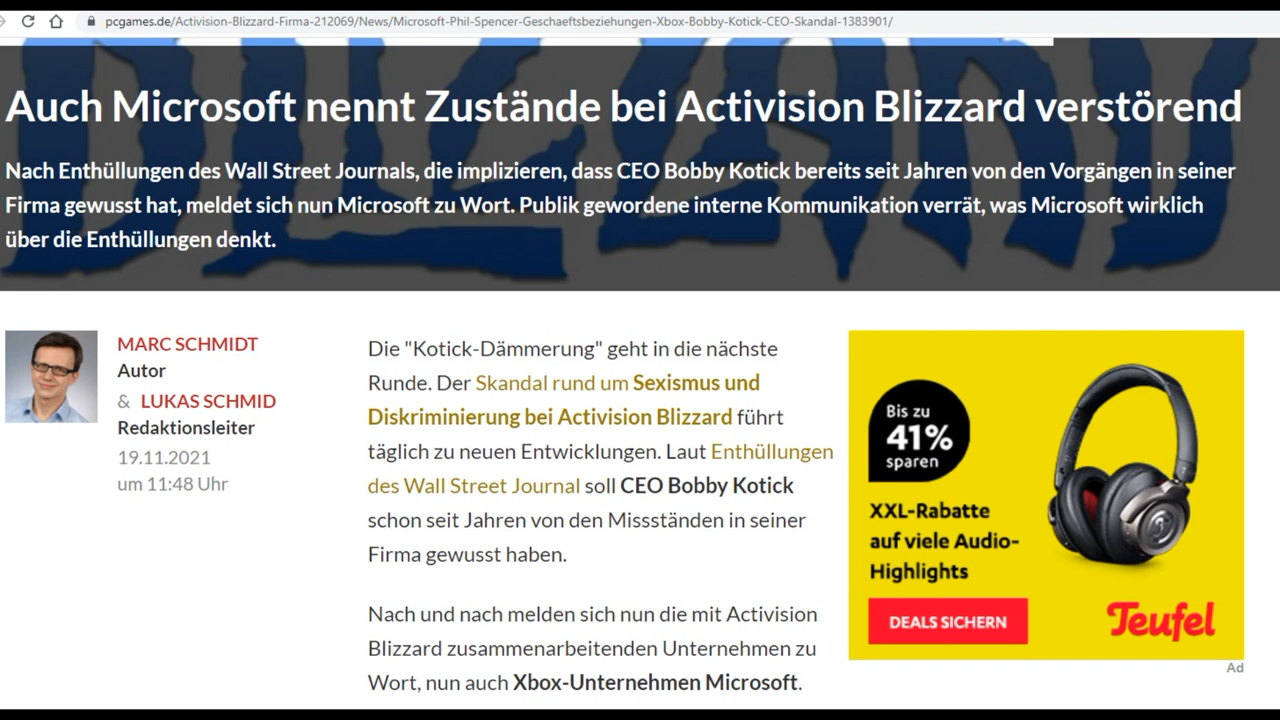 pcgames.de/Activision-Blizzard-Firma-212069/News/Microsoft-Phil-Spencer-Geschaeftsbeziehungen-Xbox-Bobby-Kotick-CEO-Skandal-1383901/
Auch Microsoft nennt Zustände bei Activision Blizzard verstörend
Nach Enthüllungen des Wall Street Journals, die implizieren, dass CEO Bobby Kotick bereits seit Jahren von den Vorgängen in seiner
Firma gewusst hat, meldet sich nun Microsoft zu Wort. Publik gewordene interne Kommunikation verrät, was Microsoft wirklich
über die Enthüllungen denkt.
MARC SCHMIDT
Autor
& LUKAS SCHMID
Redaktionsleiter
19.11.2021
um 11:48 Uhr
Die "Kotick-Dämmerung" geht in die nächste
Runde. Der Skandal rund um Sexismus und
Diskriminierung bei Activision Blizzard führt
täglich zu neuen Entwicklungen. Laut Enthüllungen
des Wall Street Journal soll CEO Bobby Kotick
schon seit Jahren von den Missständen in seiner
Firma gewusst haben.
Nach und nach melden sich nun die mit Activision
Blizzard zusammenarbeitenden Unternehmen zu
Wort, nun auch Xbox-Unternehmen Microsoft.
Bis zu
41%
sparen
XXL-Rabatte
auf viele Audio-
Highlights
DEALS SICHERN
Teufel
Ad